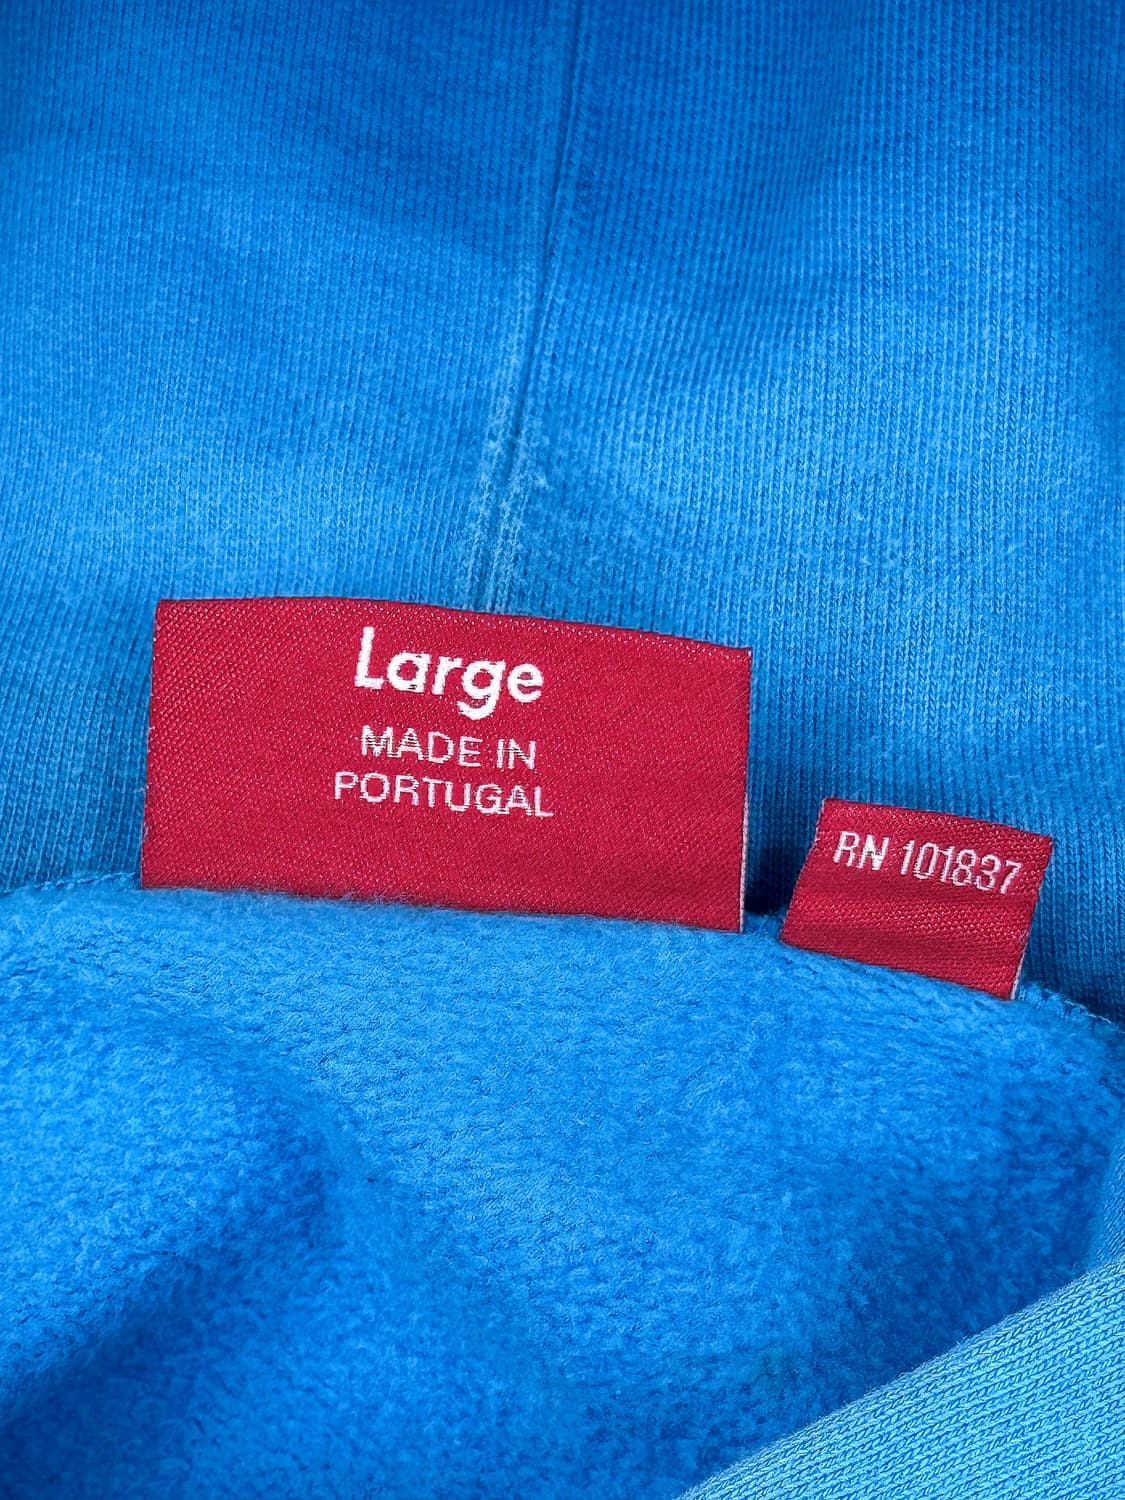 Large
MADE IN
PORTUGAL
RN 101837